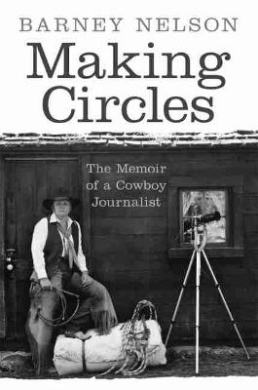 BARNEY NELSON
Making
Circles
The Memoir
of a Cowboy
Journalist